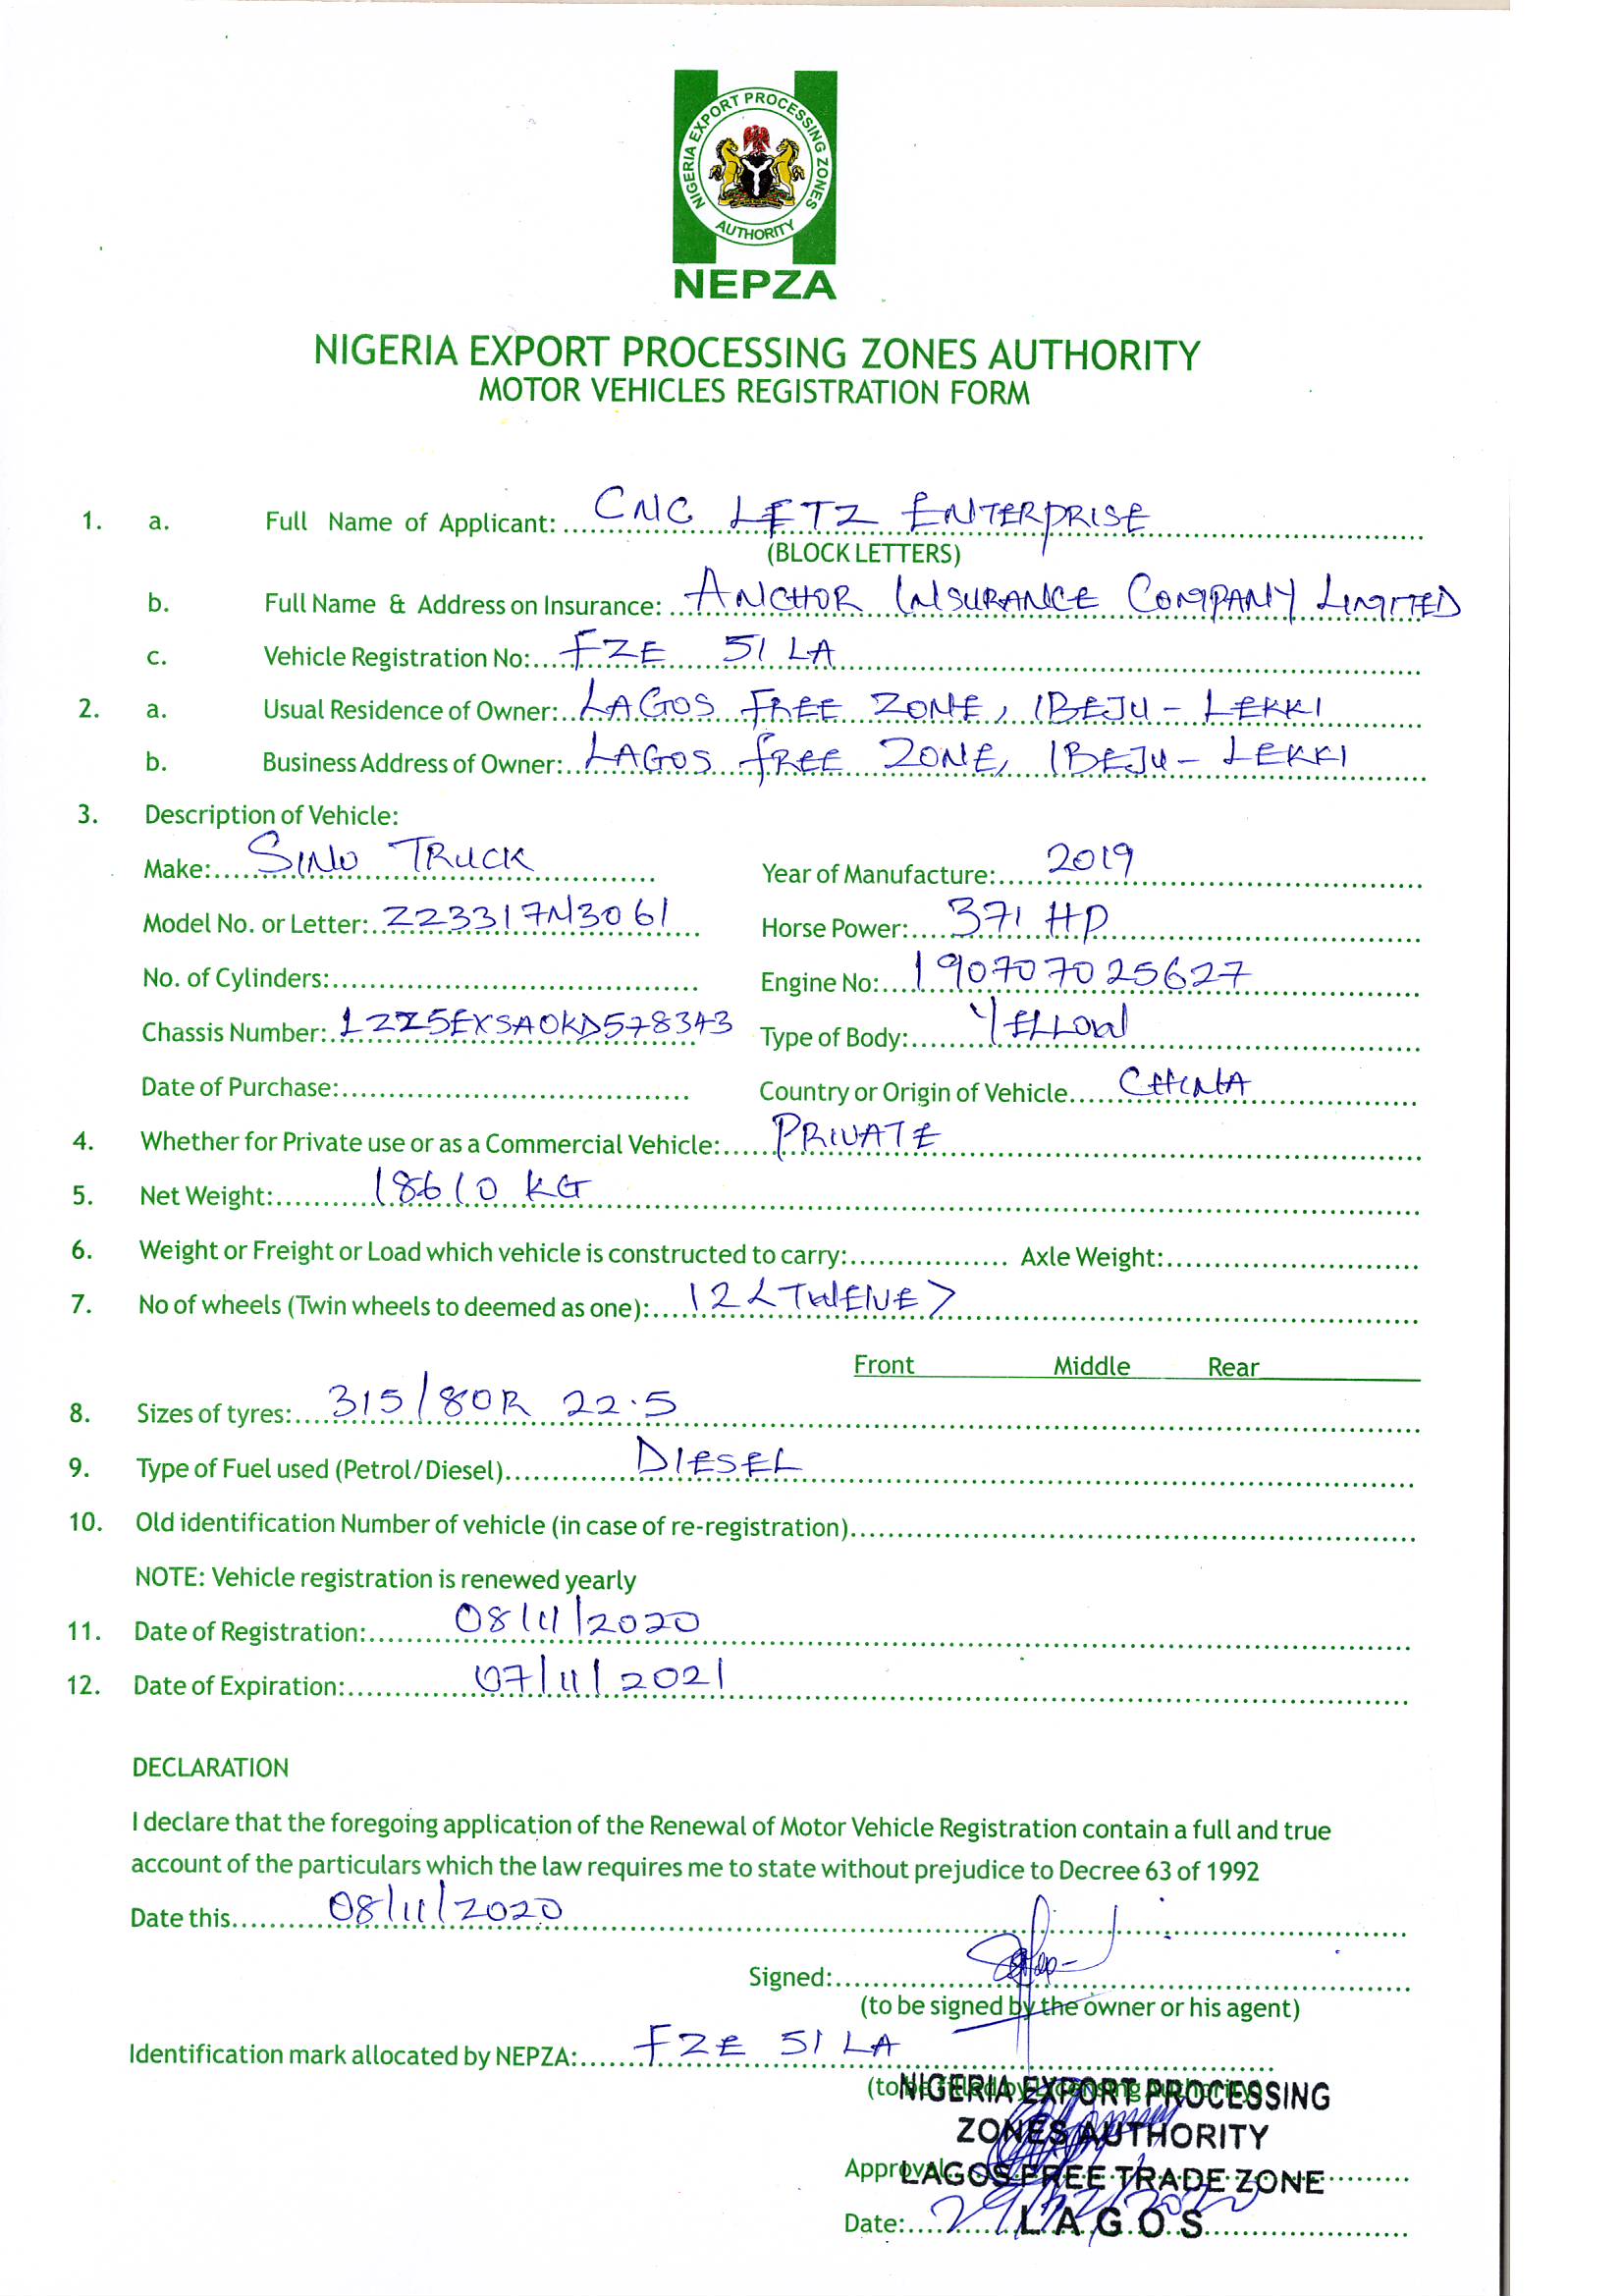 NIGERIA EXPORT PROCESSING ZONES
AUTHORITY
NEPZA
NIGERIA EXPORT PROCESSING ZONES AUTHORITY
MOTOR VEHICLES REGISTRATION FORM
1. a. Full Name of Applicant: CNC LETZ ENTERPRISE
(BLOCK LETTERS)
b. Full Name & Address on Insurance: ANCHOR INSURANCE COMPANY LIMITED
c. Vehicle Registration No: FZE 51 LA
2. a. Usual Residence of Owner: LAGOS FREE ZONE, IBEJU - LEKKI
b. Business Address of Owner: LAGOS FREE ZONE, IBEJU - LEKKI
3. Description of Vehicle:
Make: SINO TRUCK Year of Manufacture: 2019
Model No. or Letter: ZZ3317N3061 Horse Power: 371 HP
No. of Cylinders: Engine No: 190707025627
Chassis Number: LZZ5EXSA0KD578343 Type of Body: YELLOW
Date of Purchase: Country or Origin of Vehicle CHINA
4. Whether for Private use or as a Commercial Vehicle: PRIVATE
5. Net Weight: 18610 KG
6. Weight or Freight or Load which vehicle is constructed to carry: Axle Weight:
7. No of wheels (Twin wheels to deemed as one): 12 <TWELVE>
Front Middle Rear
8. Sizes of tyres: 315/80R 22.5
9. Type of Fuel used (Petrol/Diesel) DIESEL
10. Old identification Number of vehicle (in case of re-registration)
NOTE: Vehicle registration is renewed yearly
11. Date of Registration: 08/11/2020
12. Date of Expiration: 07/11/2021
DECLARATION
I declare that the foregoing application of the Renewal of Motor Vehicle Registration contain a full and true
account of the particulars which the law requires me to state without prejudice to Decree 63 of 1992
Date this 08/11/2020
Signed:
(to be signed by the owner or his agent)
Identification mark allocated by NEPZA: FZE 51 LA
(to be filled by Licensing Authority)
NIGERIA EXPORT PROCESSING
ZONES AUTHORITY
Approval:
LAGOS FREE TRADE ZONE
Date: 29/12/2020
LAGOS